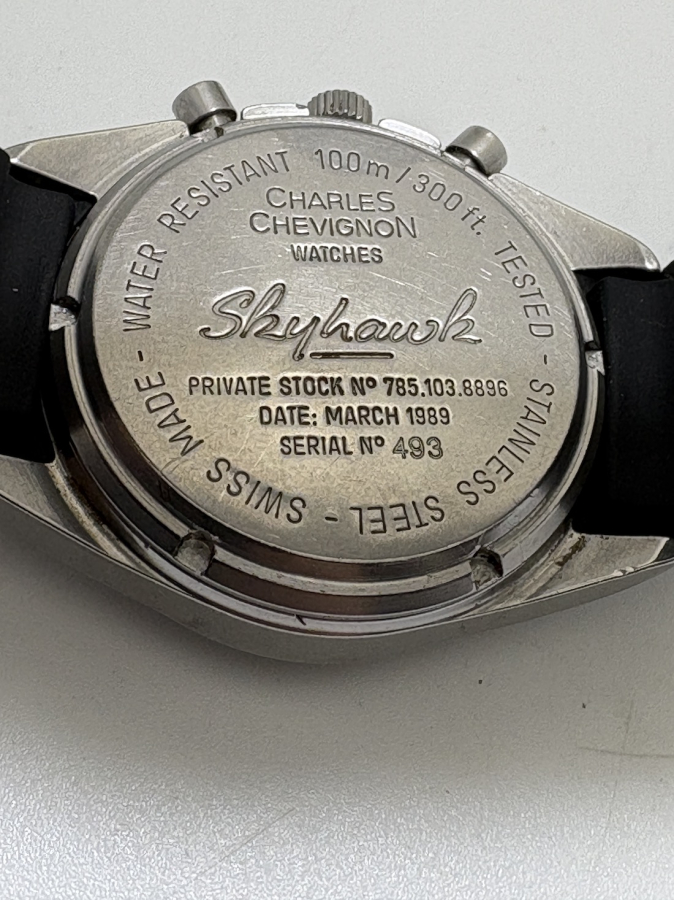 WATER RESISTANT 100m/300ft. TESTED - STAINLESS STEEL - SWISS MADE -
CHARLES
CHEVIGNON
WATCHES
Skyhawk
PRIVATE STOCK Nº 785.103.8896
DATE: MARCH 1989
SERIAL Nº 493